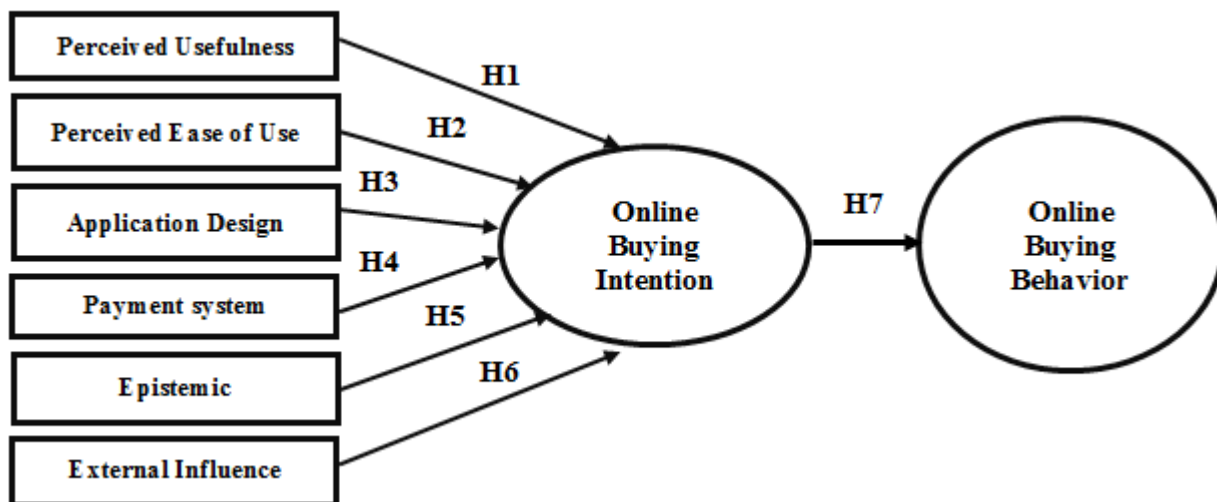 Perceived Usefulness
H1
Perceived Ease of Use
H2
H3
Application Design
H4
Payment system
H5
Epistemic
H6
External Influence
Online
Buying
Intention
H7
Online
Buying
Behavior